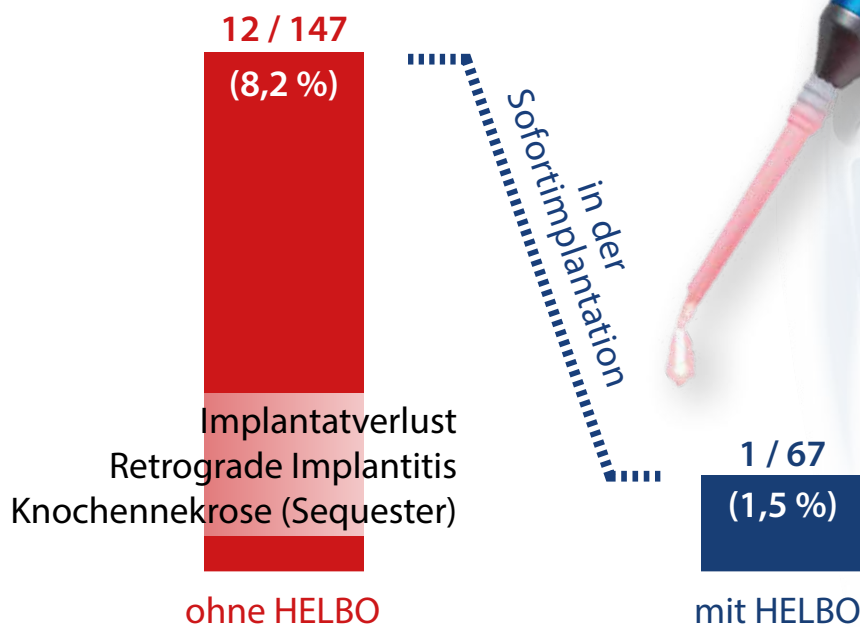 12 / 147
(8,2 %)
Sofortimplantation
in der
Implantatverlust
Retrograde Implantitis
Knochennekrose (Sequester)
1 / 67
(1,5 %)
ohne HELBO
mit HELBO